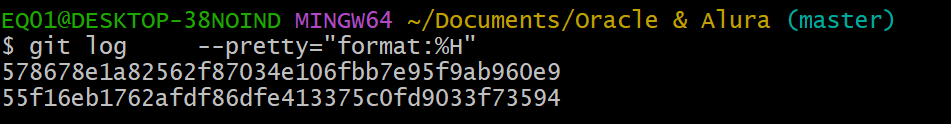 EQ01@DESKTOP-38NOIND MINGW64 ~/Documents/Oracle & Alura (master)
$ git log     --pretty="format:%H"
578678e1a82562f87034e106fbb7e95f9ab960e9
55f16eb1762afdf86dfe413375c0fd9033f73594